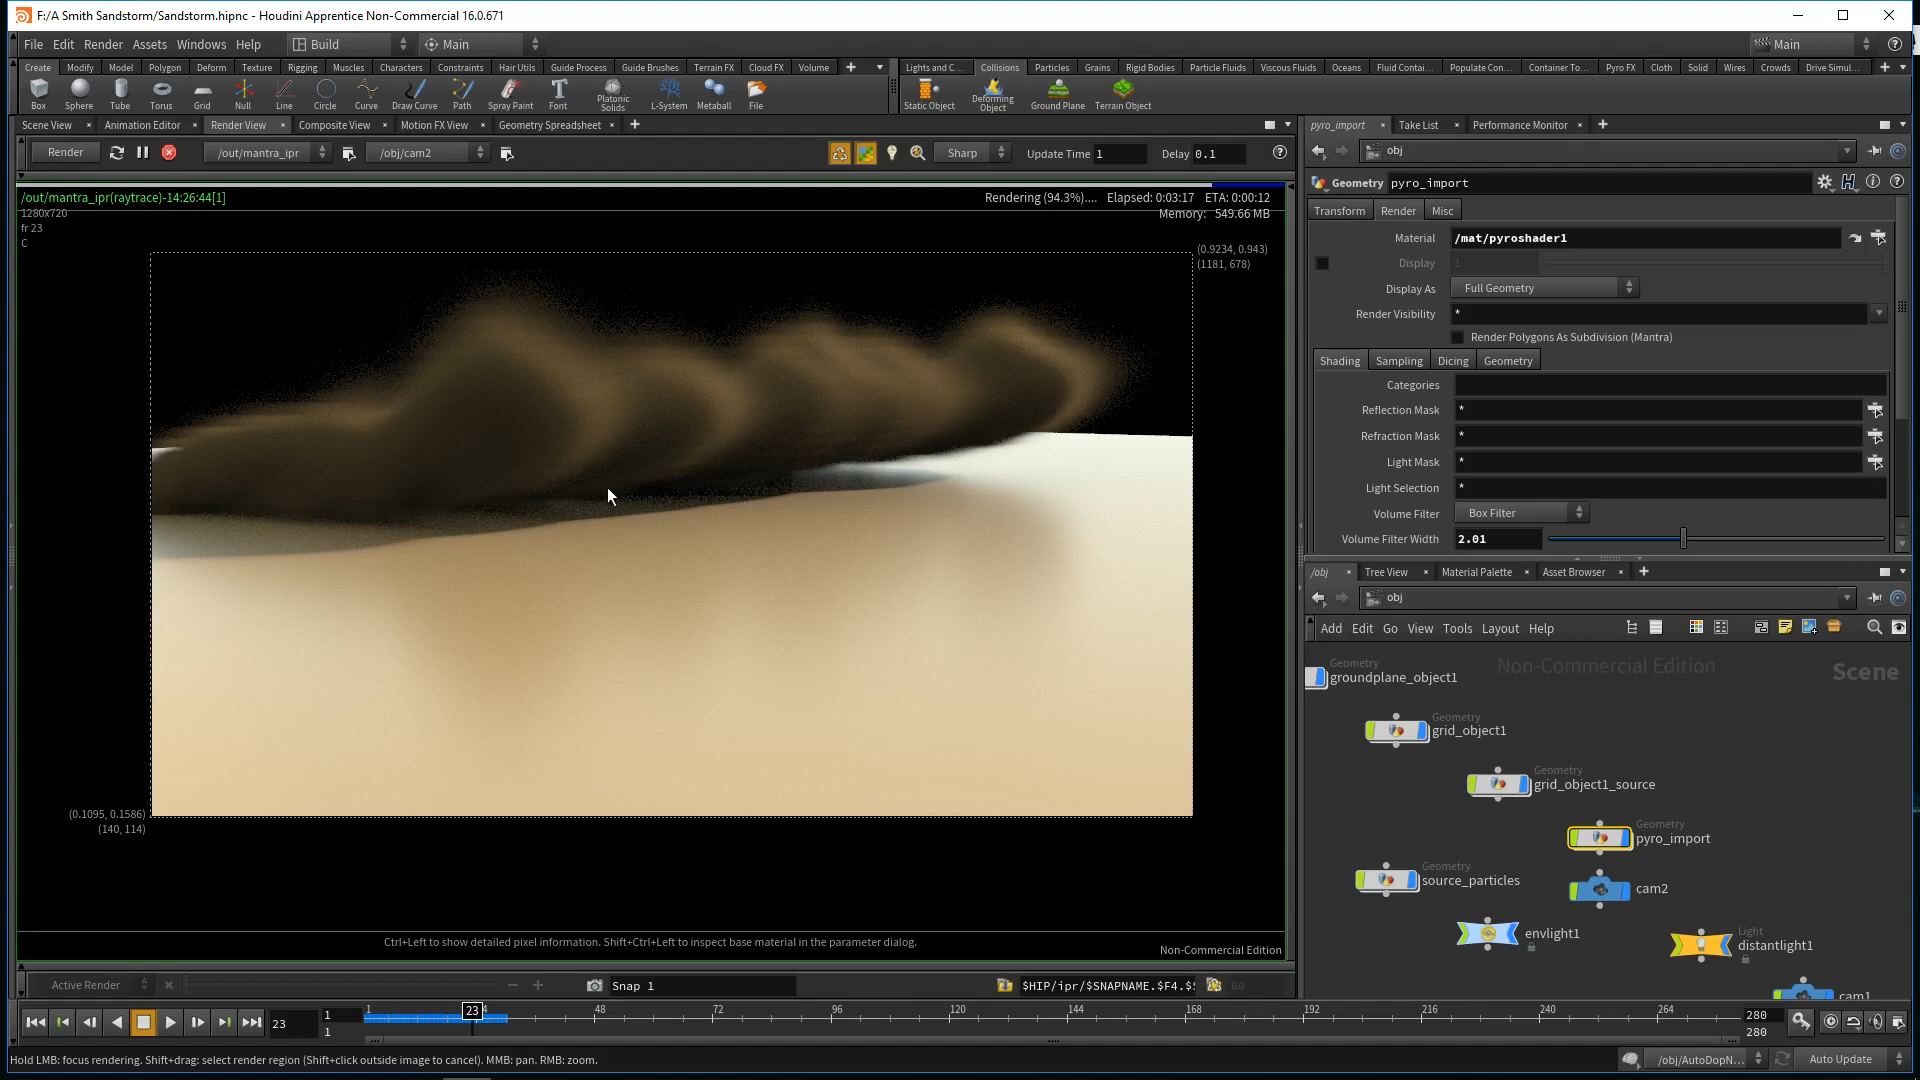 F:/A Smith Sandstorm/Sandstorm.hipnc - Houdini Apprentice Non-Commercial 16.0.671
File Edit Render Assets Windows Help Build Main Main
Create Modify Model Polygon Deform Texture Rigging Muscles Characters Constraints Hair Utils Guide Process Guide Brushes Terrain FX Cloud FX Volume
Lights and C... Collisions Particles Grains Rigid Bodies Particle Fluids Viscous Fluids Oceans Fluid Contai... Populate Con... Container To... Pyro FX Cloth Solid Wires Crowds Drive Simul...
Box Sphere Tube Torus Grid Null Line Circle Curve Draw Curve Path Spray Paint Font Platonic Solids L-System Metaball File
Static Object Deforming Object Ground Plane Terrain Object
Scene View Animation Editor Render View Composite View Motion FX View Geometry Spreadsheet
pyro_import Take List Performance Monitor
Render /out/mantra_ipr /obj/cam2 Sharp Update Time 1 Delay 0.1
obj
Geometry pyro_import
/out/mantra_ipr(raytrace)-14:26:44[1]
Rendering (94.3%).... Elapsed: 0:03:17 ETA: 0:00:12
1280x720
Memory: 549.66 MB
fr 23
C
(0.9234, 0.943)
(1181, 678)
(0.1095, 0.1586)
(140, 114)
Ctrl+Left to show detailed pixel information. Shift+Ctrl+Left to inspect base material in the parameter dialog.
Non-Commercial Edition
Transform Render Misc
Material /mat/pyroshader1
Display 1
Display As Full Geometry
Render Visibility *
Render Polygons As Subdivision (Mantra)
Shading Sampling Dicing Geometry
Categories
Reflection Mask *
Refraction Mask *
Light Mask *
Light Selection *
Volume Filter Box Filter
Volume Filter Width 2.01
/obj Tree View Material Palette Asset Browser
obj
Add Edit Go View Tools Layout Help
Non-Commercial Edition
Scene
Geometry
groundplane_object1
Geometry
grid_object1
Geometry
grid_object1_source
Geometry
pyro_import
Geometry
source_particles
cam2
envlight1
Light
distantlight1
cam1
Active Render Snap 1 $HIP/ipr/$SNAPNAME.$F4.$S 60
23 1 1 1 23 48 72 96 120 144 168 192 216 240 264 280 280
Hold LMB: focus rendering. Shift+drag: select render region (Shift+click outside image to cancel). MMB: pan. RMB: zoom.
/obj/AutoDopN... Auto Update